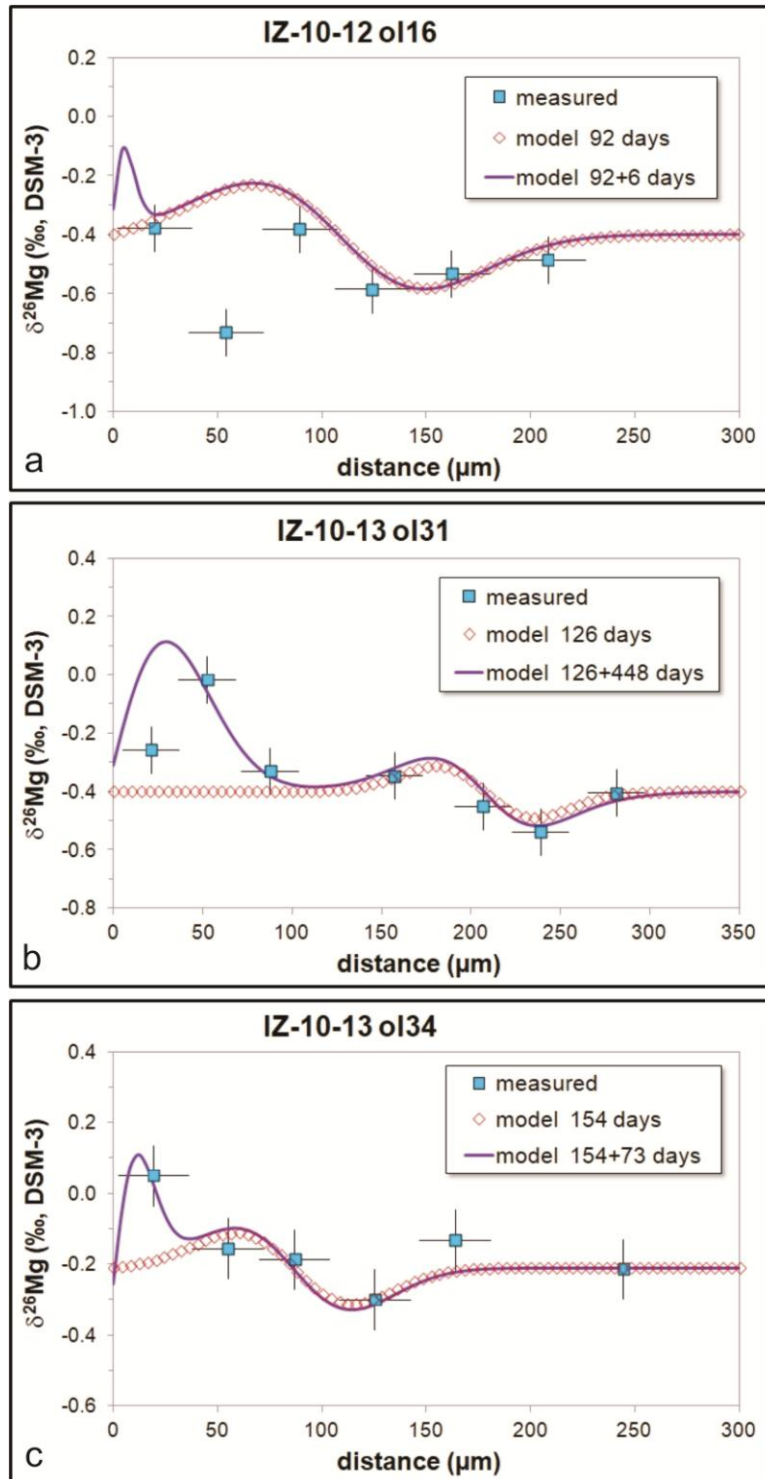 IZ-10-12 ol16
0.2
0.0
-0.2
-0.4
-0.6
-0.8
-1.0
δ26Mg (‰, DSM-3)
measured
model 92 days
model 92+6 days
0 50 100 150 200 250 300
distance (µm)
a
IZ-10-13 ol31
0.4
0.2
0.0
-0.2
-0.4
-0.6
-0.8
δ26Mg (‰, DSM-3)
measured
model 126 days
model 126+448 days
0 50 100 150 200 250 300 350
distance (µm)
b
IZ-10-13 ol34
0.4
0.2
0.0
-0.2
-0.4
-0.6
δ26Mg (‰, DSM-3)
measured
model 154 days
model 154+73 days
0 50 100 150 200 250 300
distance (µm)
c